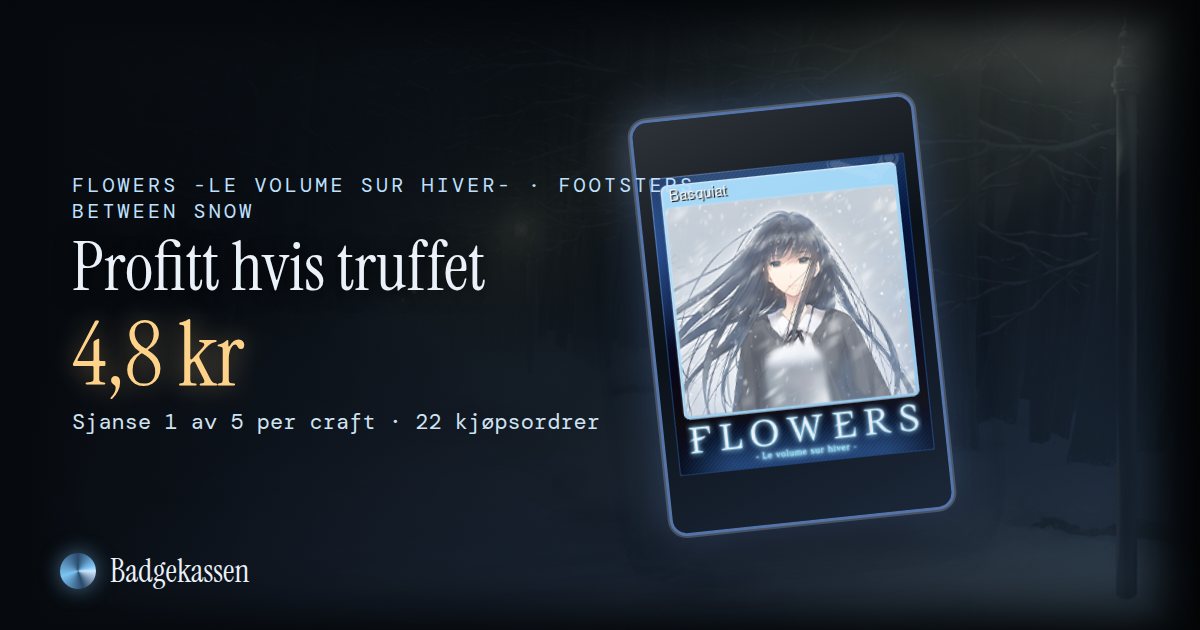 FLOWERS -LE VOLUME SUR HIVER- · FOOTSTEPS
BETWEEN SNOW
Profitt hvis truffet
4,8 kr
Sjanse 1 av 5 per craft · 22 kjøpsordrer
Basquiat
FLOWERS
- Le volume sur hiver -
Badgekassen